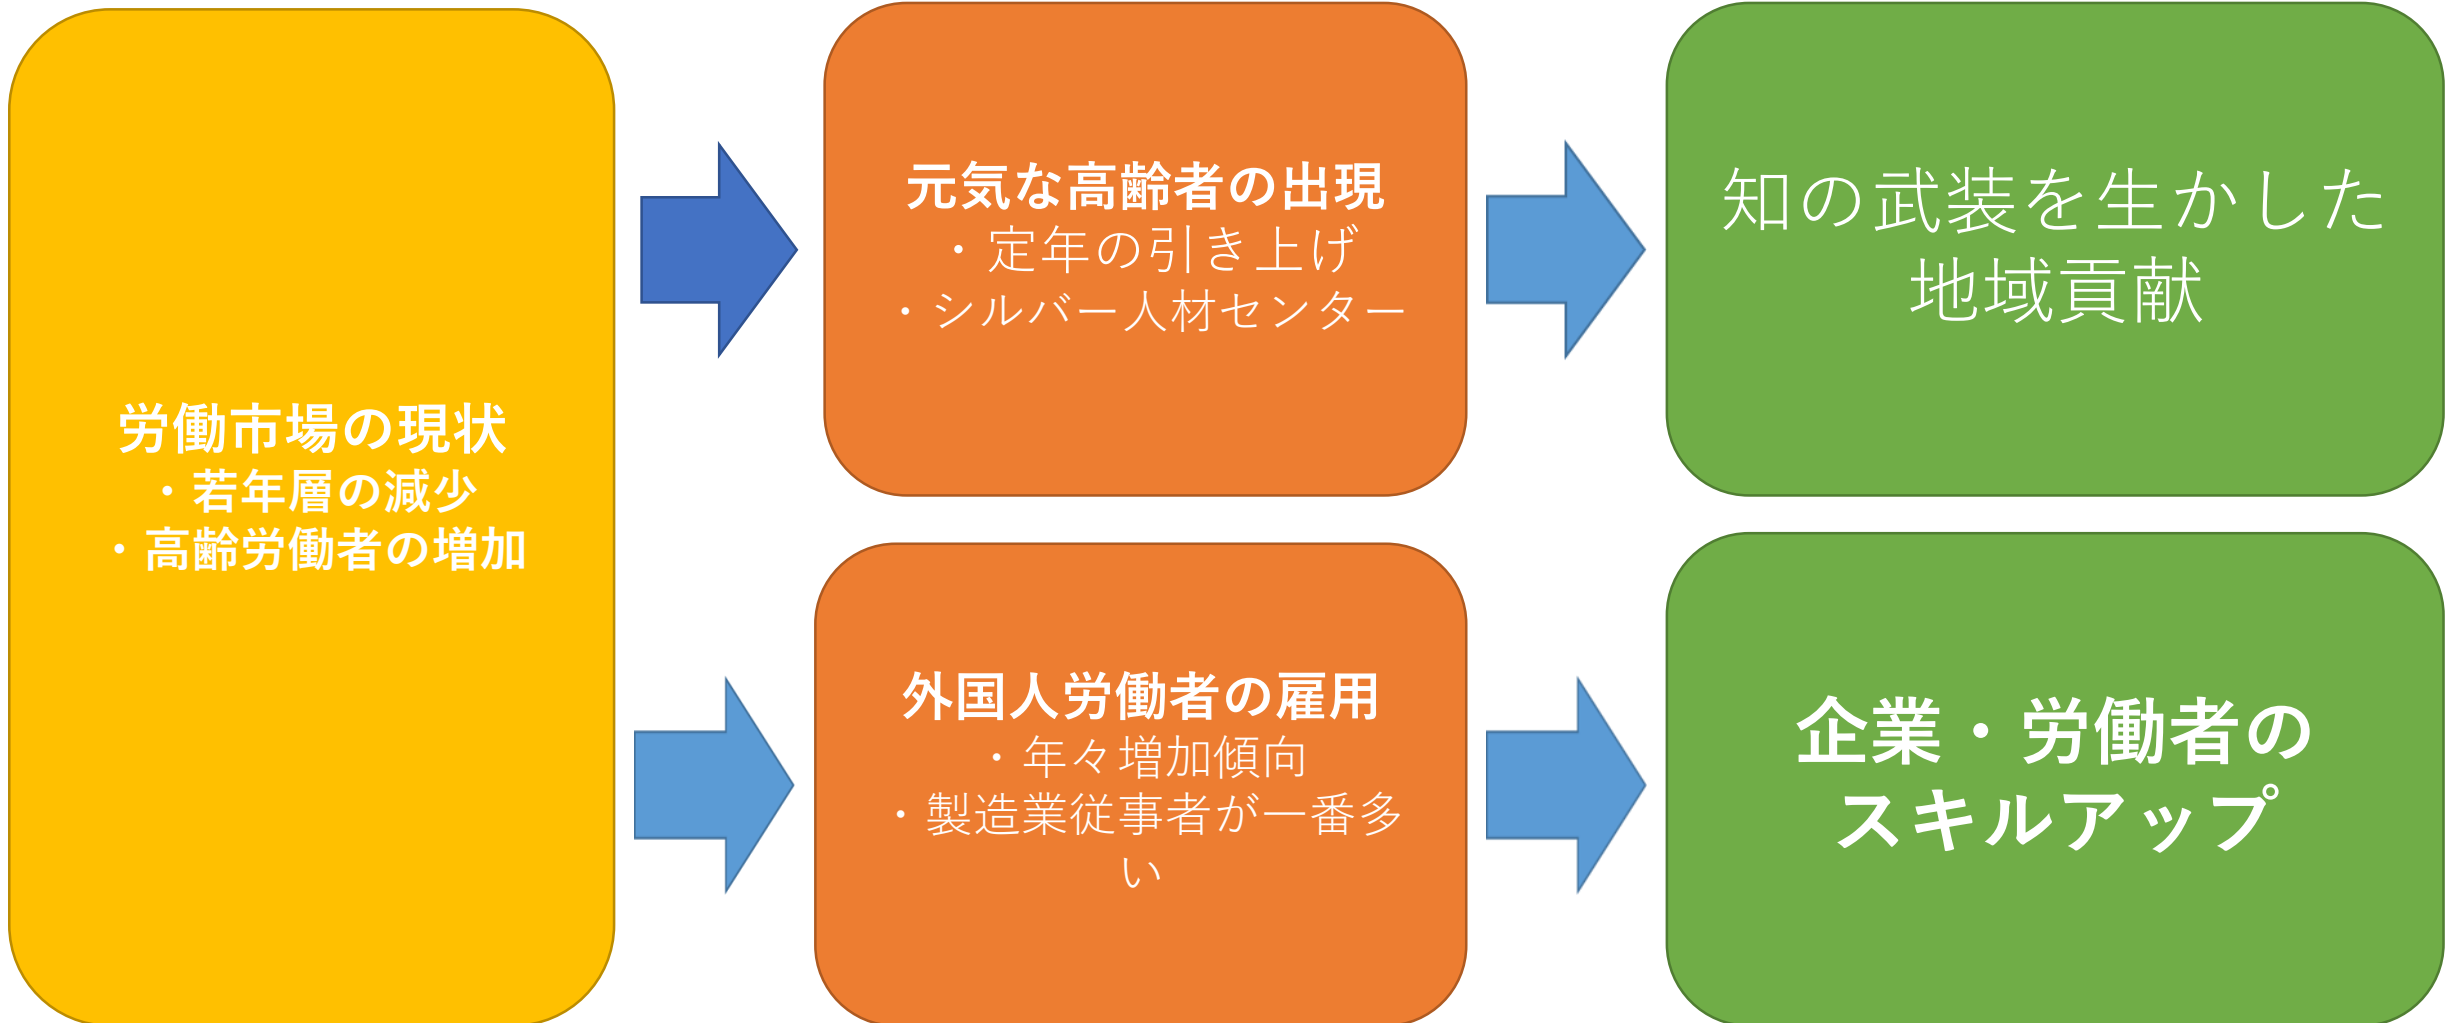 労働市場の現状
・若年層の減少
・高齢労働者の増加
元気な高齢者の出現
・定年の引き上げ
・シルバー人材センター
知の武装を生かした
地域貢献
外国人労働者の雇用
・年々増加傾向
・製造業従事者が一番多
い
企業・労働者の
スキルアップ